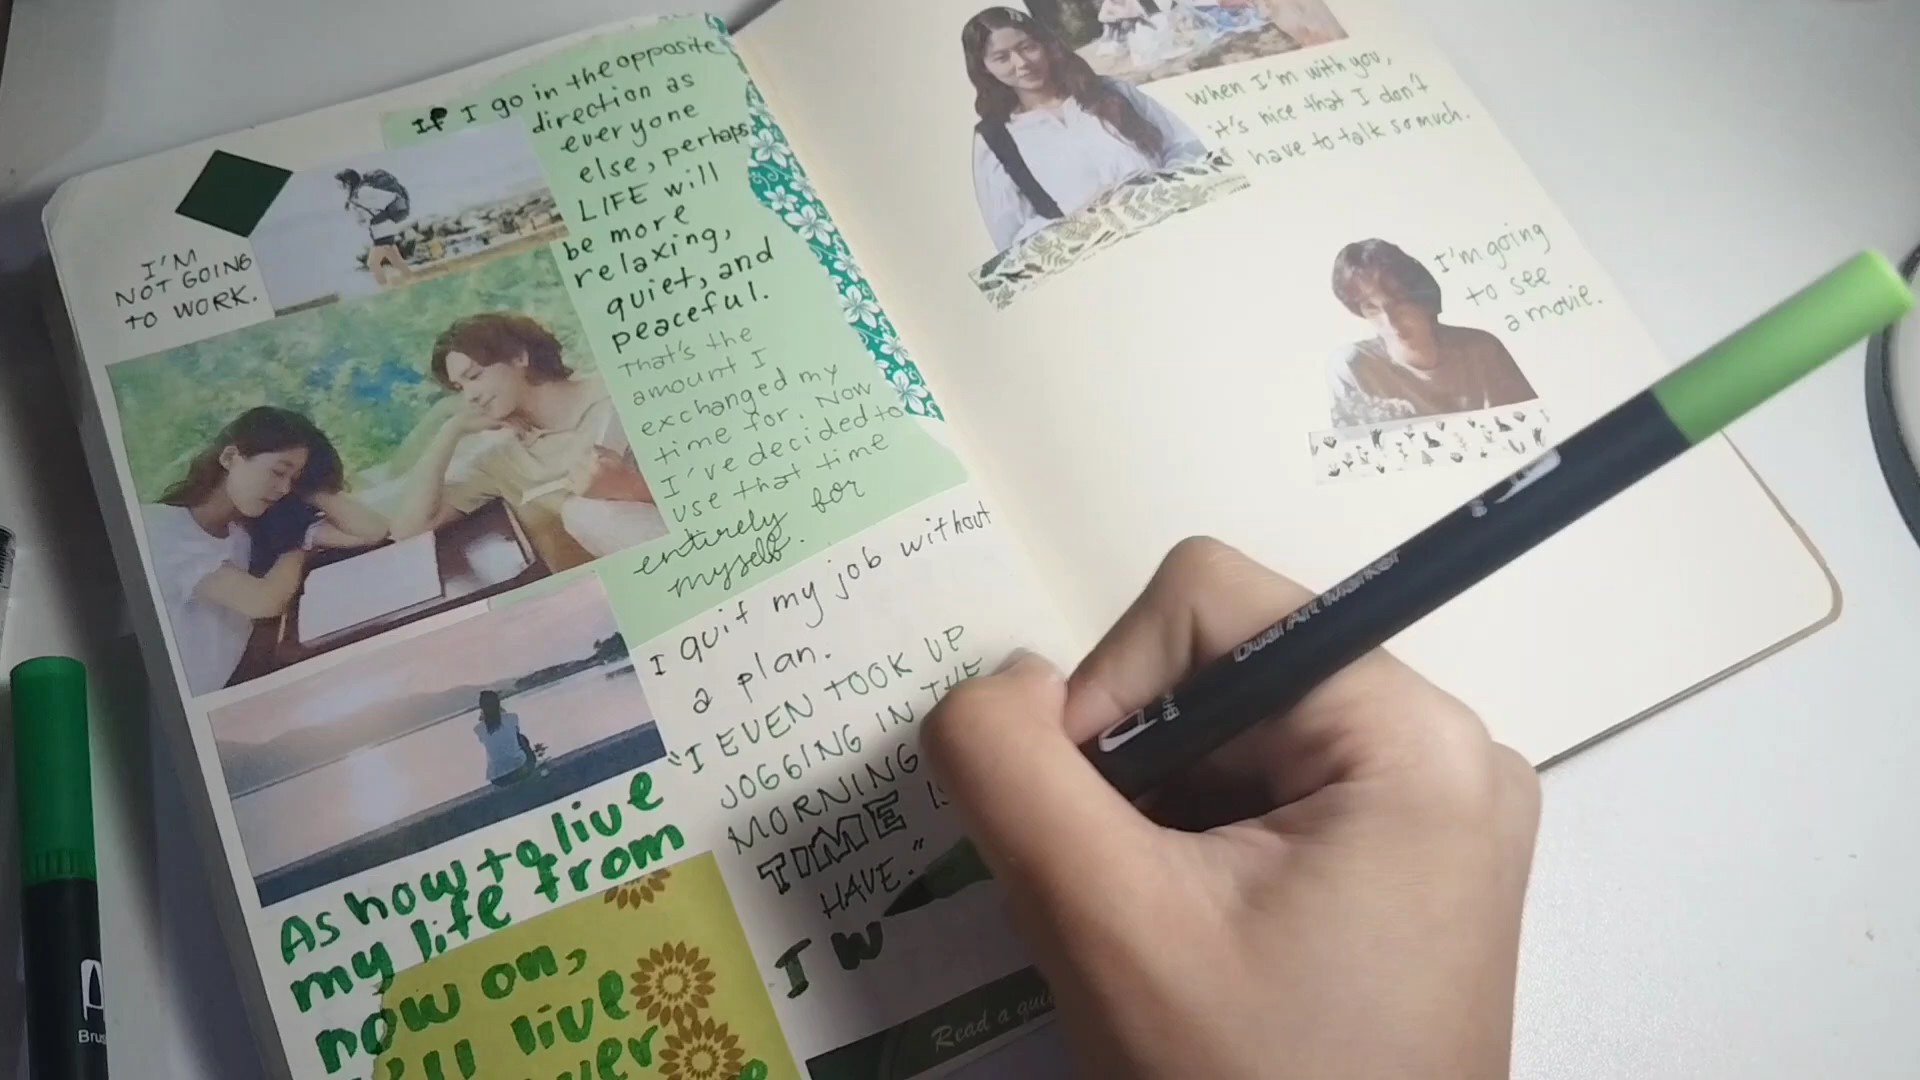 If I go in the opposite
direction as
everyone
else, perhaps
LIFE will
be more
relaxing,
quiet, and
peaceful.
That's the
amount I
exchanged my
time for. Now
I've decided to
use that time
entirely for
myself.
I'M
NOT GOING
TO WORK.
I quit my job without
a plan.
"I EVEN TOOK UP
JOGGING IN THE
MORNING
TIME IS
HAVE."
I W
As how to live
my life from
now on,
live
Read a
When I'm with you,
it's nice that I don't
have to talk so much.
I'm going
to see
a movie.
Dual Art Marker